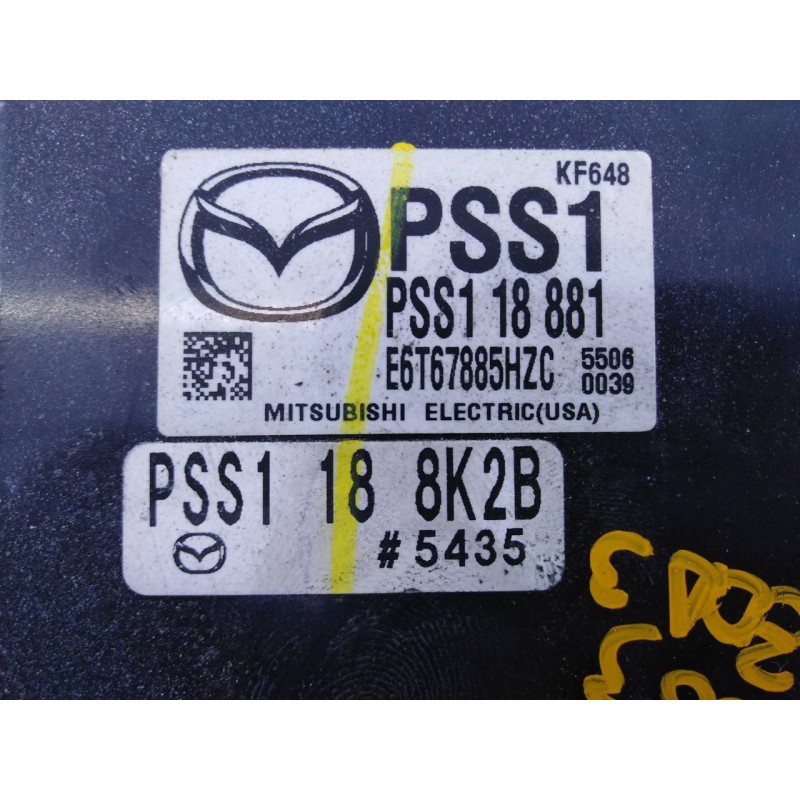 KF648
PSS1
PSS1 18 881
E6T67885HZC 5506
0039
MITSUBISHI ELECTRIC(USA)
PSS1 18 8K2B
#5435